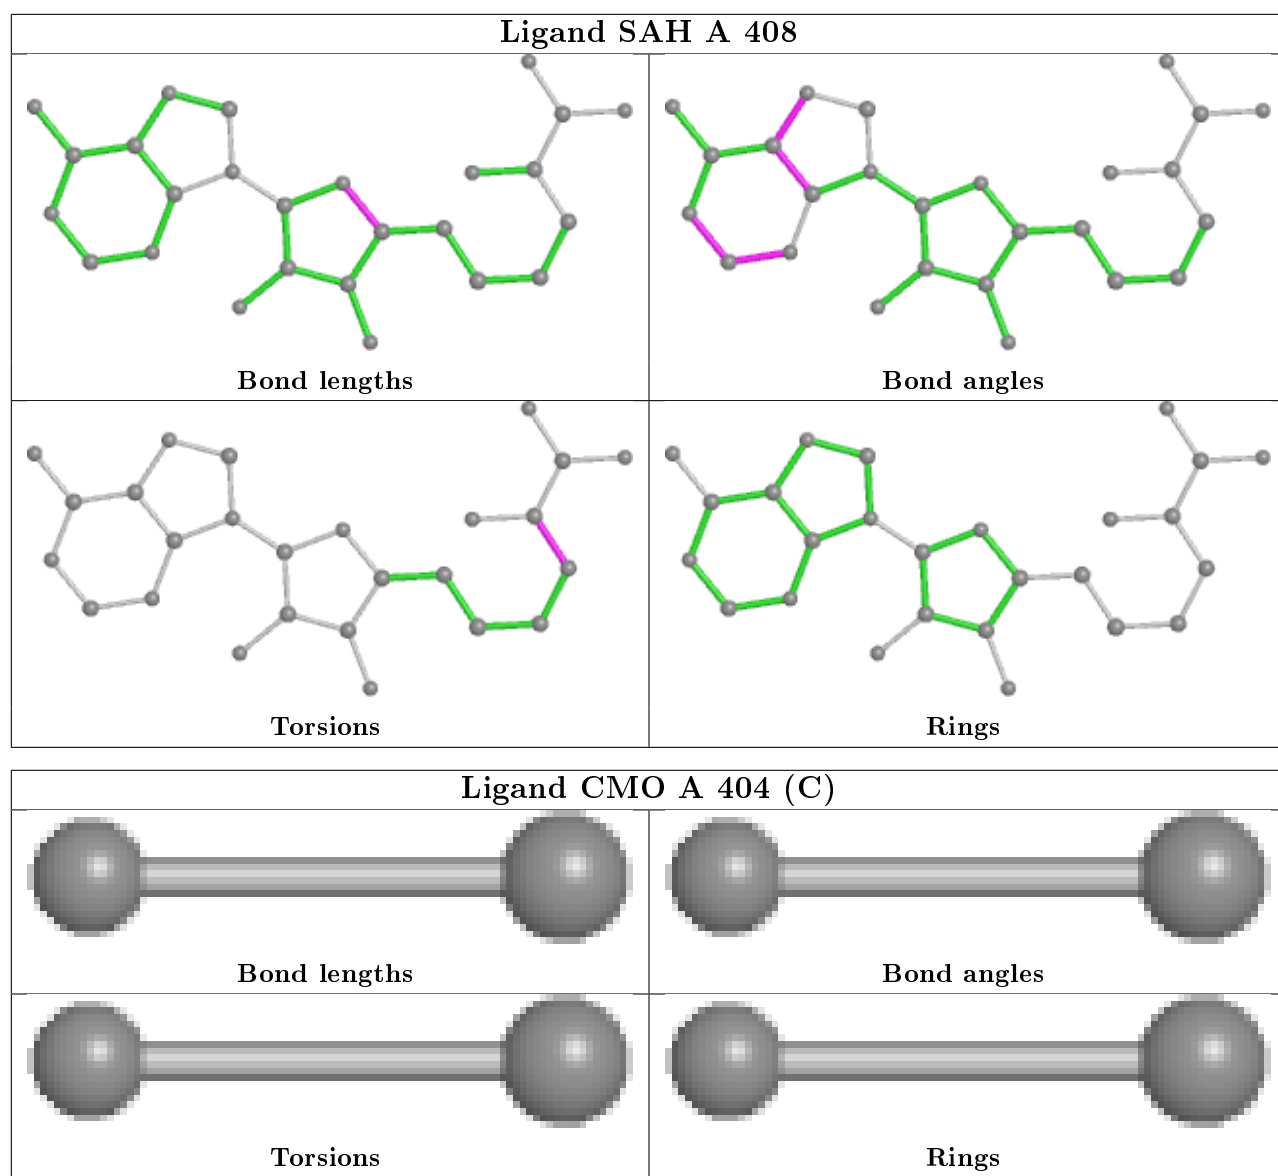 Ligand SAH A 408
Bond lengths
Bond angles
Torsions
Rings
Ligand CMO A 404 (C)
Bond lengths
Bond angles
Torsions
Rings